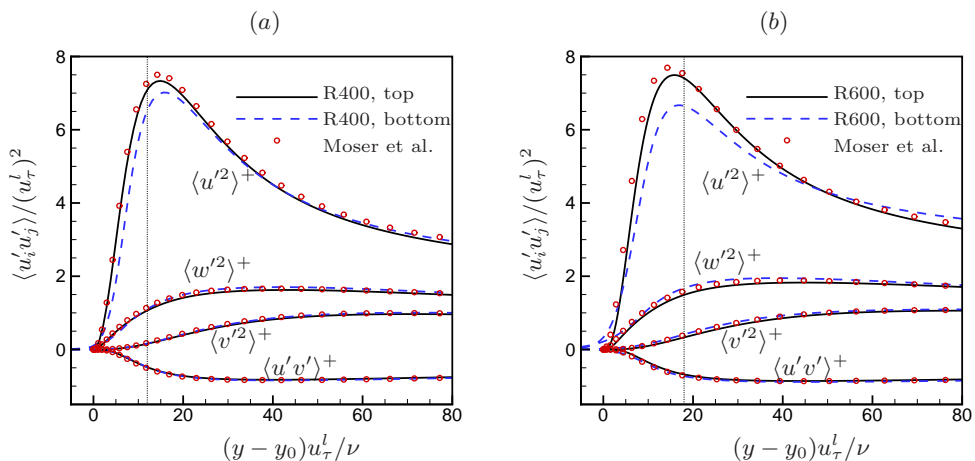 (a)
⟨u′_i u′_j⟩/(u^l_τ)^2
8
6
4
2
0
R400, top
R400, bottom
Moser et al.
⟨u′^2⟩^+
⟨w′^2⟩^+
⟨v′^2⟩^+
⟨u′v′⟩^+
0 20 40 60 80
(y − y_0)u^l_τ/ν
(b)
⟨u′_i u′_j⟩/(u^l_τ)^2
8
6
4
2
0
R600, top
R600, bottom
Moser et al.
⟨u′^2⟩^+
⟨w′^2⟩^+
⟨v′^2⟩^+
⟨u′v′⟩^+
0 20 40 60 80
(y − y_0)u^l_τ/ν